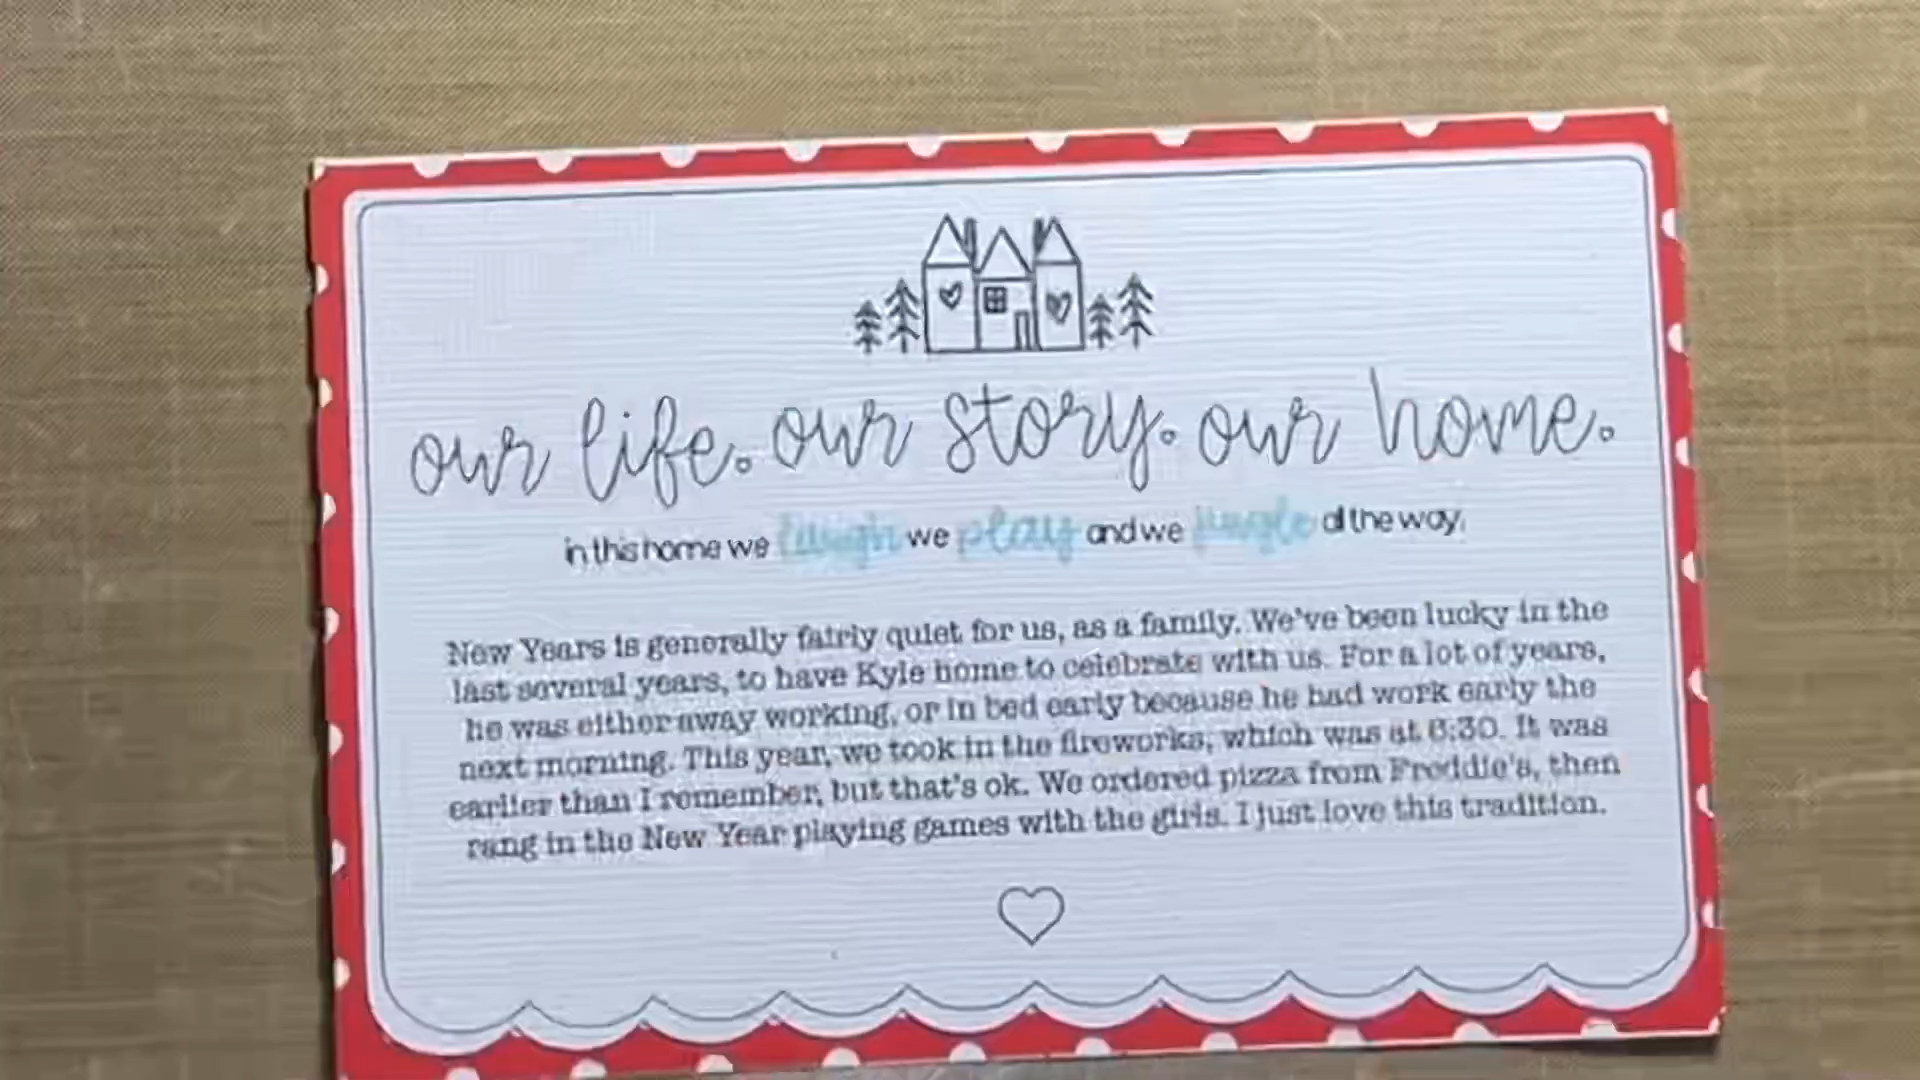 our life. our story. our home.
in this home we laugh we play and we jingle all the way.
New Years is generally fairly quiet for us, as a family. We've been lucky in the
last several years, to have Kyle home to celebrate with us. For a lot of years,
he was either away working, or in bed early because he had work early the
next morning. This year, we took in the fireworks, which was at 6:30. It was
earlier than I remember, but that's ok. We ordered pizza from Freddie's, then
rang in the New Year playing games with the girls. I just love this tradition.